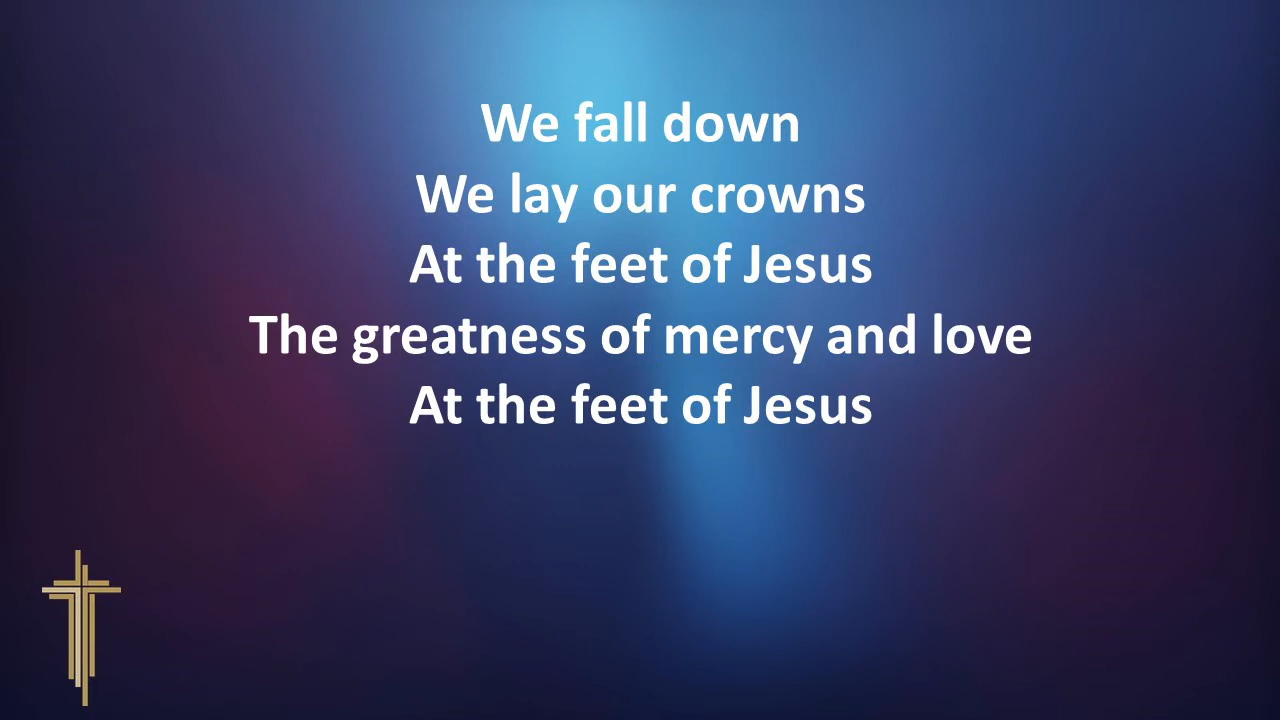 We fall down
We lay our crowns
At the feet of Jesus
The greatness of mercy and love
At the feet of Jesus